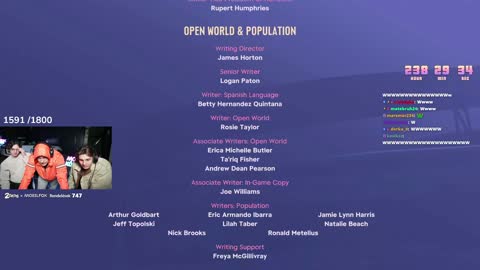 Rupert Humphries
OPEN WORLD & POPULATION
Writing Director
James Horton
Senior Writer
Logan Paton
Writer: Spanish Language
Betty Hernandez Quintana
Writer: Open World
Rosie Taylor
Associate Writers: Open World
Erica Michelle Butler
Ta'riq Fisher
Andrew Dean Pearson
Associate Writer: In-Game Copy
Joe Williams
Writers: Population
Arthur Goldbart Eric Armando Ibarra Jamie Lynn Harris
Jeff Topolski Lilah Taber Natalie Beach
Nick Brooks Ronald Metellus
Writing Support
Freya McGillivray
238 29 34
HOUR MIN SEC
1591 /1800
747